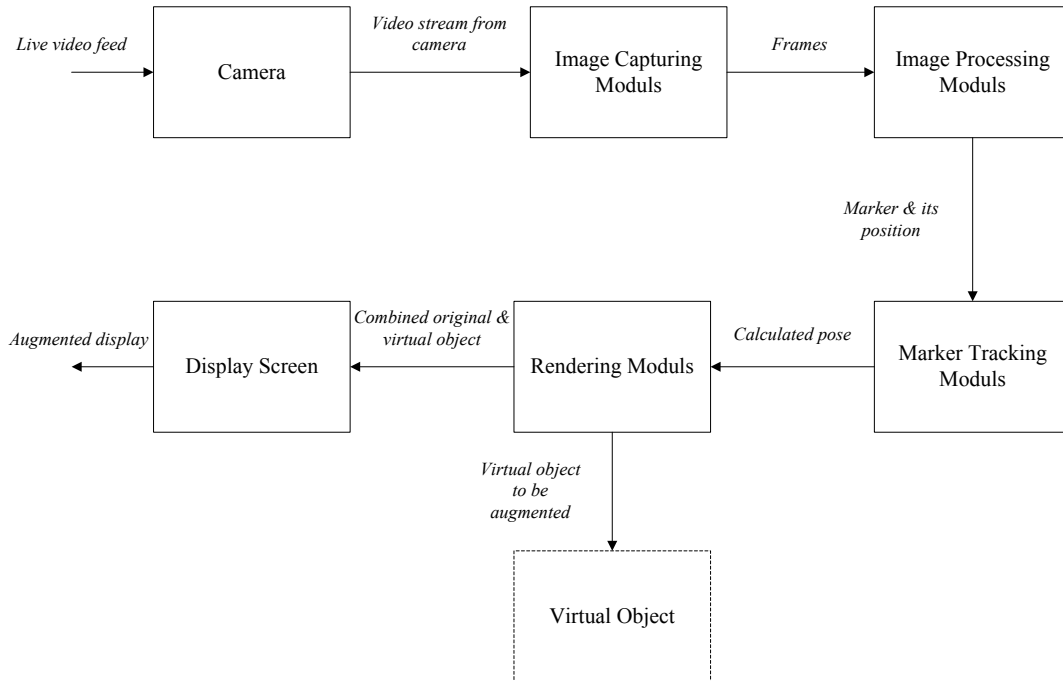 Live video feed
Camera
Video stream from
camera
Image Capturing
Moduls
Frames
Image Processing
Moduls
Marker & its
position
Marker Tracking
Moduls
Calculated pose
Rendering Moduls
Combined original &
virtual object
Display Screen
Augmented display
Virtual object
to be
augmented
Virtual Object